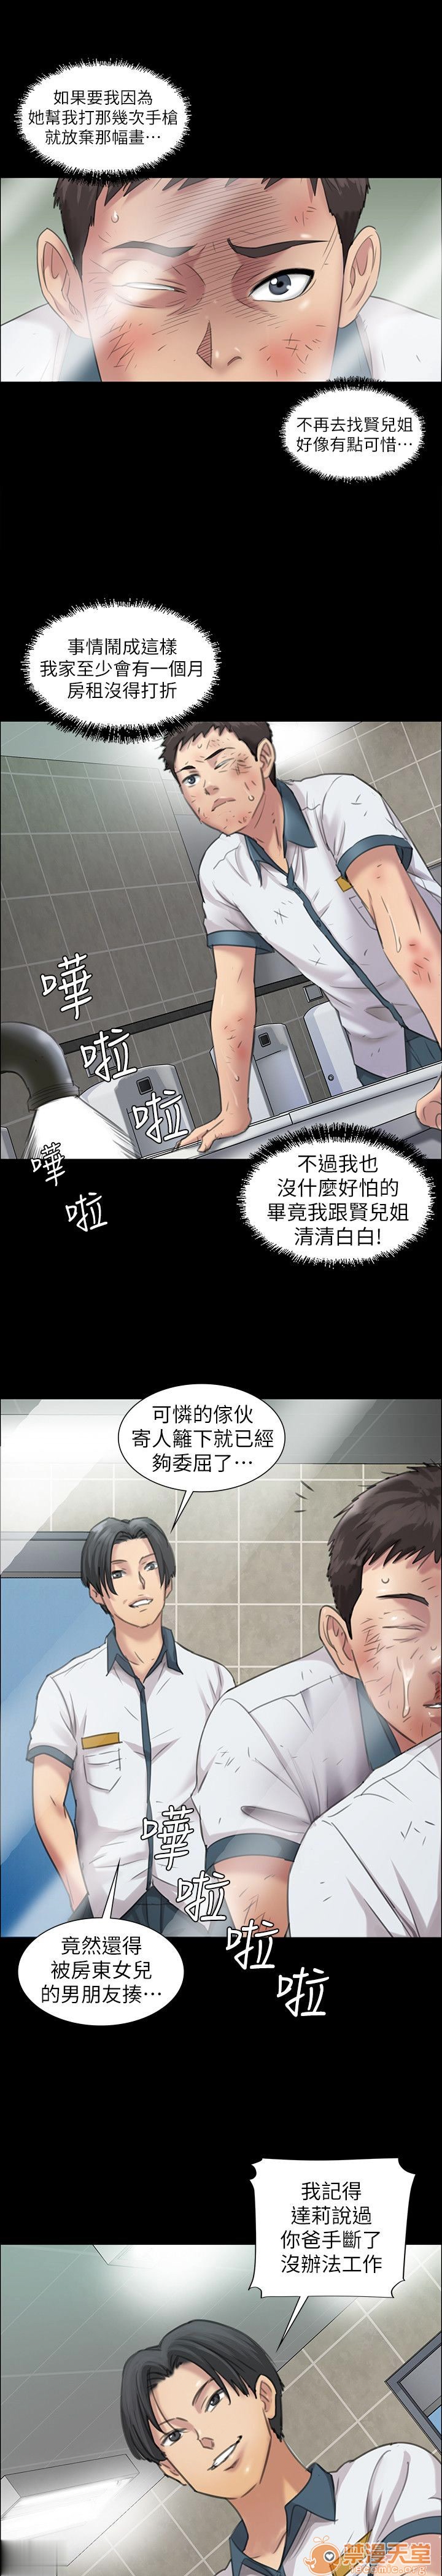 如果要我因為
她幫我打那幾次手槍
就放棄那幅畫⋯
不再去找賢兒姐
好像有點可惜⋯
事情鬧成這樣
我家至少會有一個月
房租沒得打折
嘩
啦
啦
嘩
啦
不過我也
沒什麼好怕的
畢竟我跟賢兒姐
清清白白!
可憐的傢伙
寄人籬下就已經
夠委屈了⋯
嘩
啦
啦
啦
竟然還得
被房東女兒
的男朋友揍⋯
我記得
達莉說過
你爸手斷了
沒辦法工作
禁漫天堂